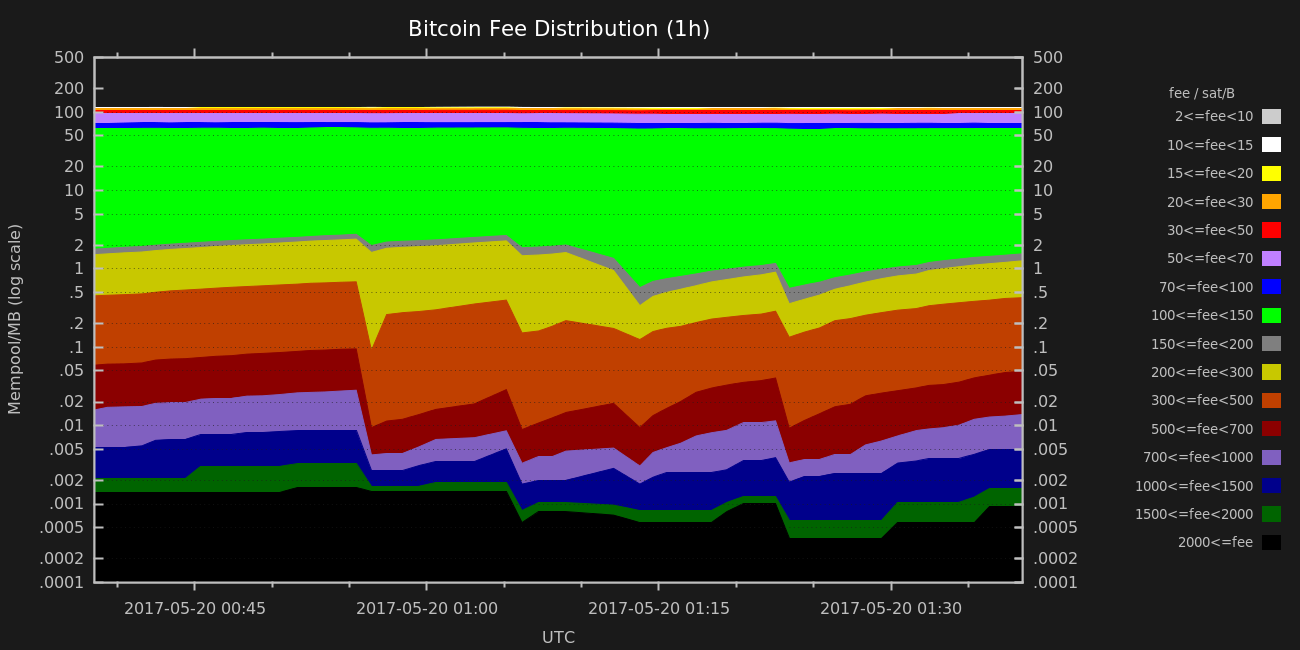 Bitcoin Fee Distribution (1h)
Mempool/MB (log scale)
500
200
100
50
20
10
5
2
1
.5
.2
.1
.05
.02
.01
.005
.002
.001
.0005
.0002
.0001
500
200
100
50
20
10
5
2
1
.5
.2
.1
.05
.02
.01
.005
.002
.001
.0005
.0002
.0001
2017-05-20 00:45
2017-05-20 01:00
2017-05-20 01:15
2017-05-20 01:30
UTC
fee / sat/B
2<=fee<10
10<=fee<15
15<=fee<20
20<=fee<30
30<=fee<50
50<=fee<70
70<=fee<100
100<=fee<150
150<=fee<200
200<=fee<300
300<=fee<500
500<=fee<700
700<=fee<1000
1000<=fee<1500
1500<=fee<2000
2000<=fee